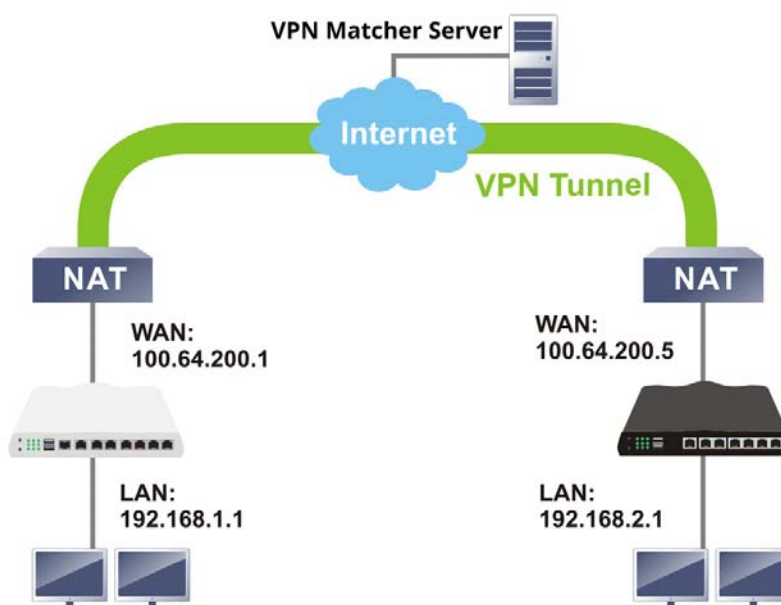 VPN Matcher Server
Internet
VPN Tunnel
NAT
NAT
WAN:
100.64.200.1
WAN:
100.64.200.5
LAN:
192.168.1.1
LAN:
192.168.2.1